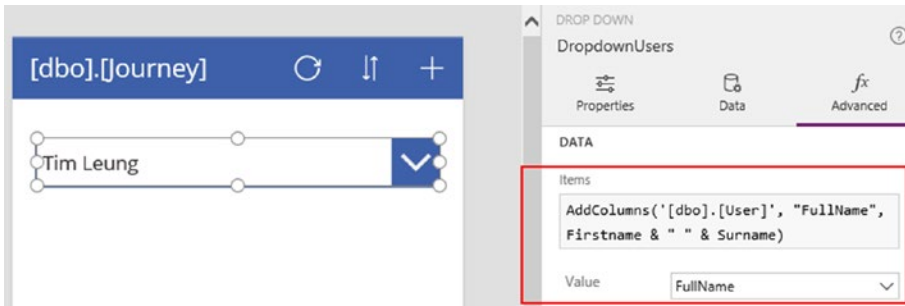 [dbo].[Journey]
Tim Leung
DROP DOWN
DropdownUsers
?
Properties
Data
fx
Advanced
DATA
Items
AddColumns('[dbo].[User]', "FullName",
Firstname & " " & Surname)
Value
FullName